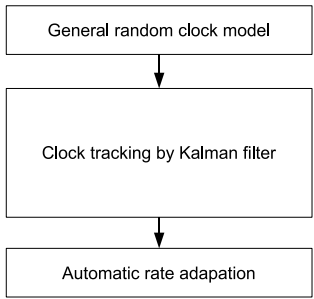 General random clock model
Clock tracking by Kalman filter
Automatic rate adapation